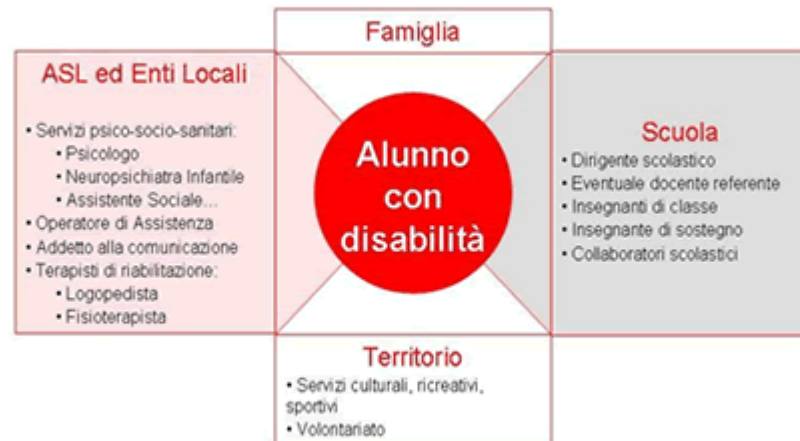 Famiglia
ASL ed Enti Locali
• Servizi psico-socio-sanitari:
• Psicologo
• Neuropsichiatra Infantile
• Assistente Sociale...
• Operatore di Assistenza
• Addetto alla comunicazione
• Terapisti di riabilitazione:
• Logopedista
• Fisioterapista
Alunno
con
disabilità
Scuola
• Dirigente scolastico
• Eventuale docente referente
• Insegnanti di classe
• Insegnante di sostegno
• Collaboratori scolastici
Territorio
• Servizi culturali, ricreativi,
sportivi
• Volontariato